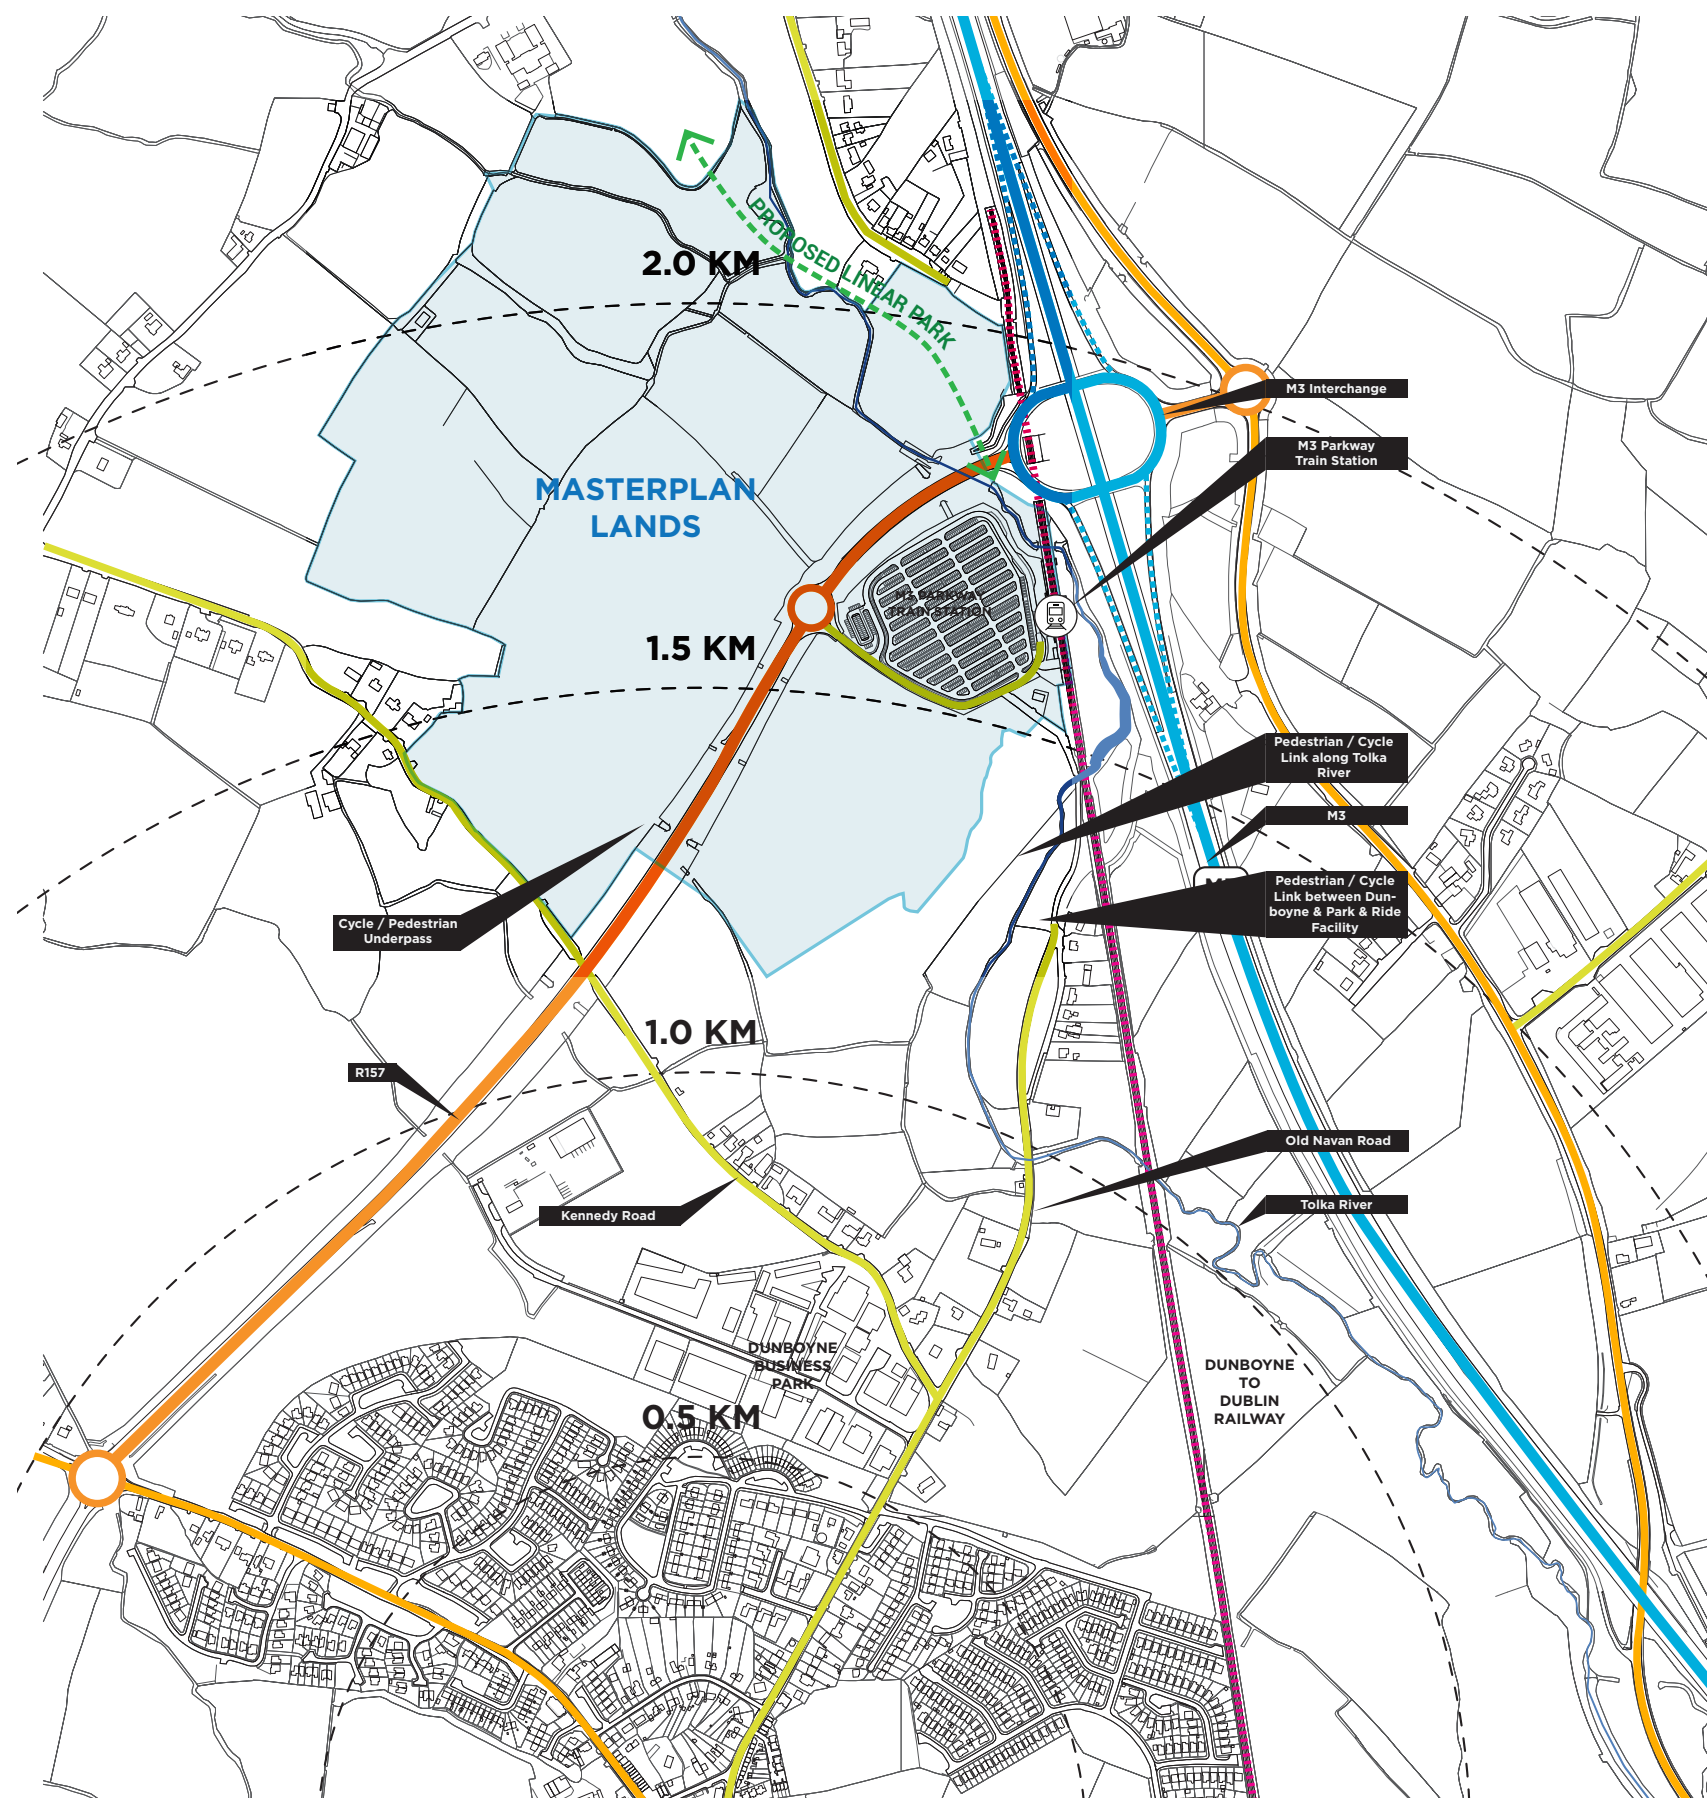 PROPOSED LINEAR PARK
2.0 KM
M3 Interchange
M3 Parkway
Train Station
MASTERPLAN
LANDS
M3 PARKWAY
TRAIN STATION
1.5 KM
Pedestrian / Cycle
Link along Tolka
River
M3
Pedestrian / Cycle
Link between Dun-
boyne & Park & Ride
Facility
Cycle / Pedestrian
Underpass
1.0 KM
R157
Old Navan Road
Tolka River
Kennedy Road
DUNBOYNE
BUSINESS
PARK
DUNBOYNE
TO
DUBLIN
RAILWAY
0.5 KM